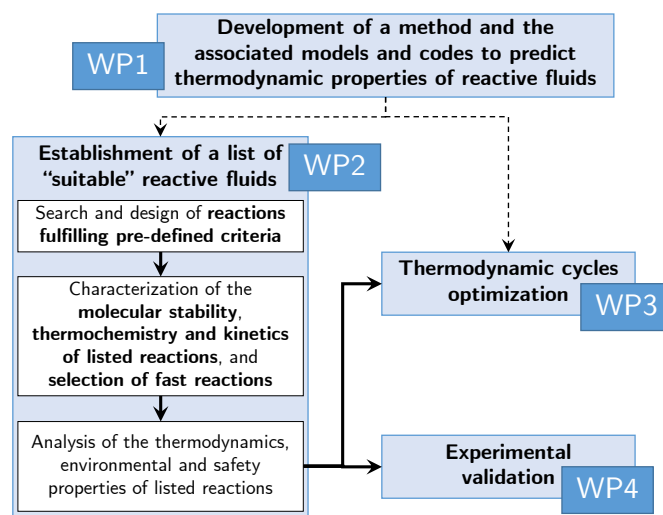 Development of a method and the
associated models and codes to predict
thermodynamic properties of reactive fluids
WP1
Establishment of a list of
“suitable” reactive fluids
WP2
Search and design of reactions
fulfilling pre-defined criteria
Characterization of the
molecular stability,
thermochemistry and kinetics
of listed reactions, and
selection of fast reactions
Analysis of the thermodynamics,
environmental and safety
properties of listed reactions
Thermodynamic cycles
optimization
WP3
Experimental
validation
WP4